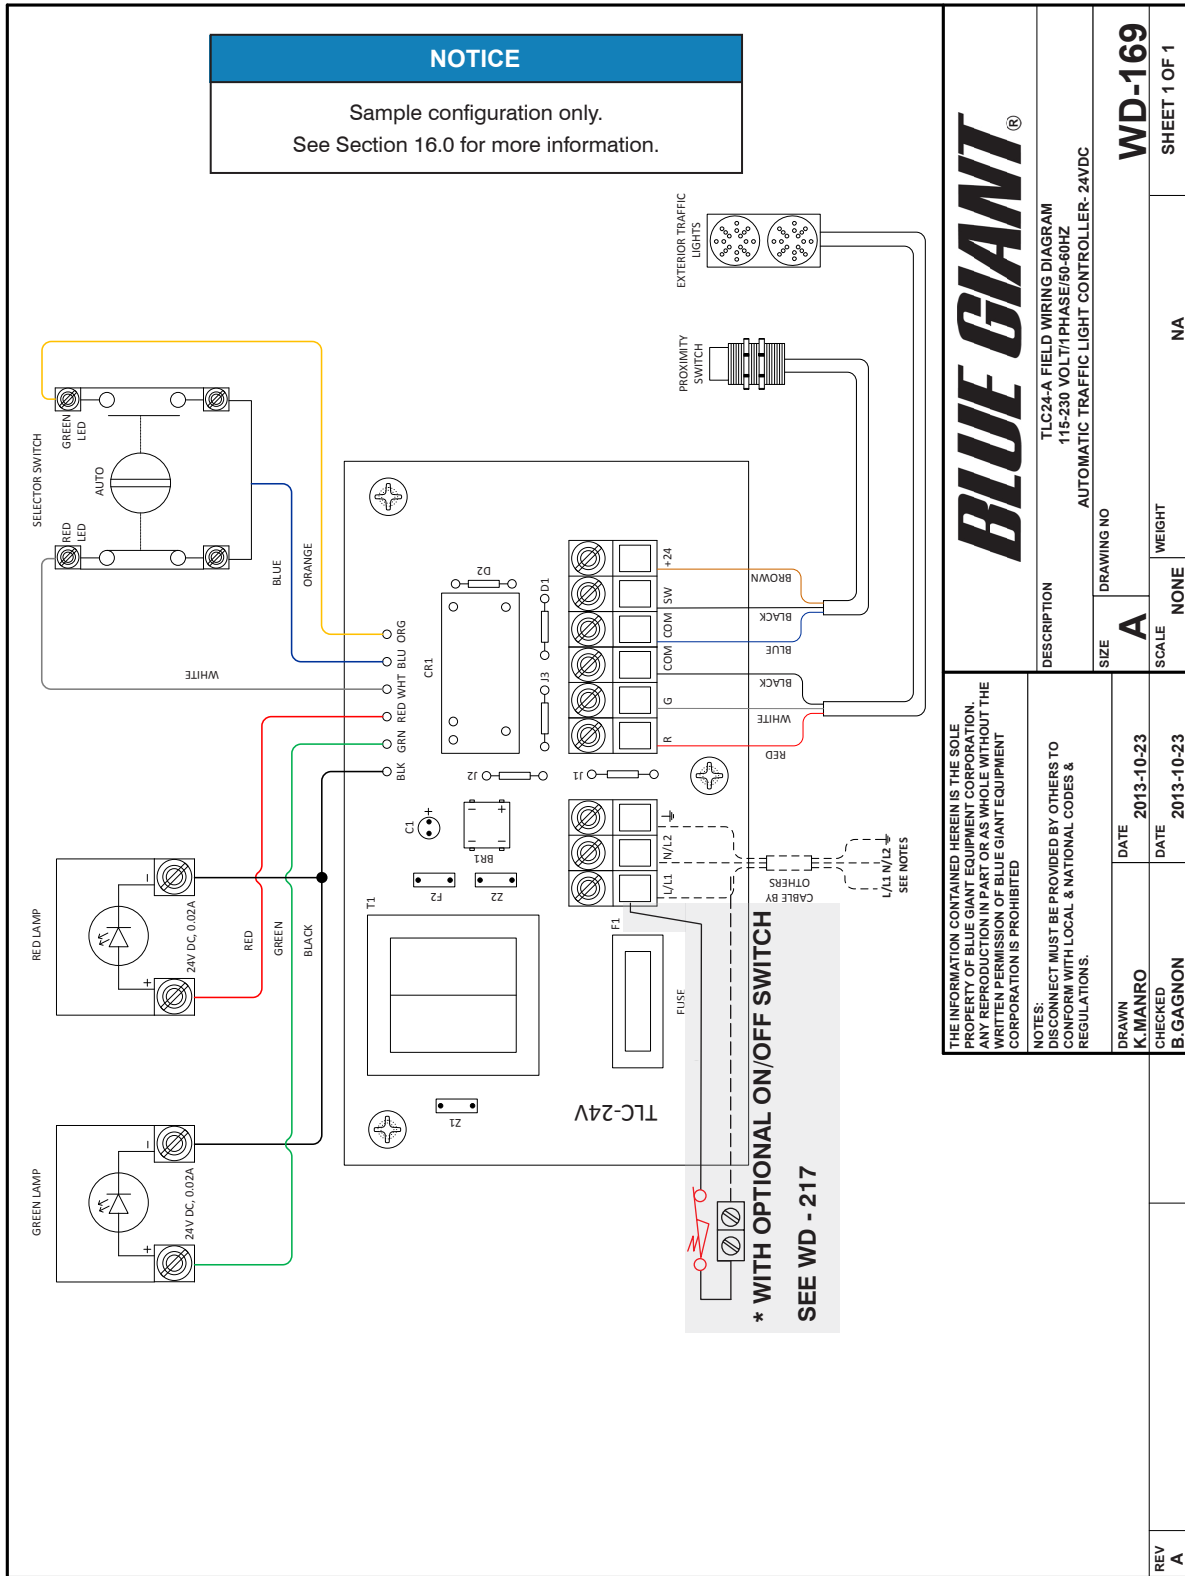 NOTICE
Sample configuration only.
See Section 16.0 for more information.
GREEN LAMP
24V DC, 0.02A
+
–
RED LAMP
24V DC, 0.02A
+
–
SELECTOR SWITCH
RED
LED
AUTO
GREEN
LED
RED
GREEN
BLACK
WHITE
BLUE
ORANGE
BLK
GRN
RED
WHT
BLU
ORG
TLC-24V
Z1
T1
F2
Z2
C1
+
BR1
J2
J1
J3
D1
D2
CR1
F1
FUSE
L/L1
N/L2
R
G
COM
COM
SW
+24
RED
WHITE
BLACK
BLUE
BLACK
BROWN
CABLE BY
OTHERS
L/L1 N/L2
SEE NOTES
PROXIMITY
SWITCH
EXTERIOR TRAFFIC
LIGHTS
* WITH OPTIONAL ON/OFF SWITCH
SEE WD - 217
THE INFORMATION CONTAINED HEREIN IS THE SOLE
PROPERTY OF BLUE GIANT EQUIPMENT CORPORATION.
ANY REPRODUCTION IN PART OR AS WHOLE WITHOUT THE
WRITTEN PERMISSION OF BLUE GIANT EQUIPMENT
CORPORATION IS PROHIBITED
NOTES:
DISCONNECT MUST BE PROVIDED BY OTHERS TO
CONFORM WITH LOCAL & NATIONAL CODES &
REGULATIONS.
DRAWN
K.MANRO
DATE
2013-10-23
CHECKED
B.GAGNON
DATE
2013-10-23
BLUE GIANT®
DESCRIPTION
TLC24-A FIELD WIRING DIAGRAM
115-230 VOLT/1PHASE/50-60HZ
AUTOMATIC TRAFFIC LIGHT CONTROLLER- 24VDC
SIZE
A
DRAWING NO
WD-169
SCALE
NONE
WEIGHT
NA
SHEET 1 OF 1
REV
A